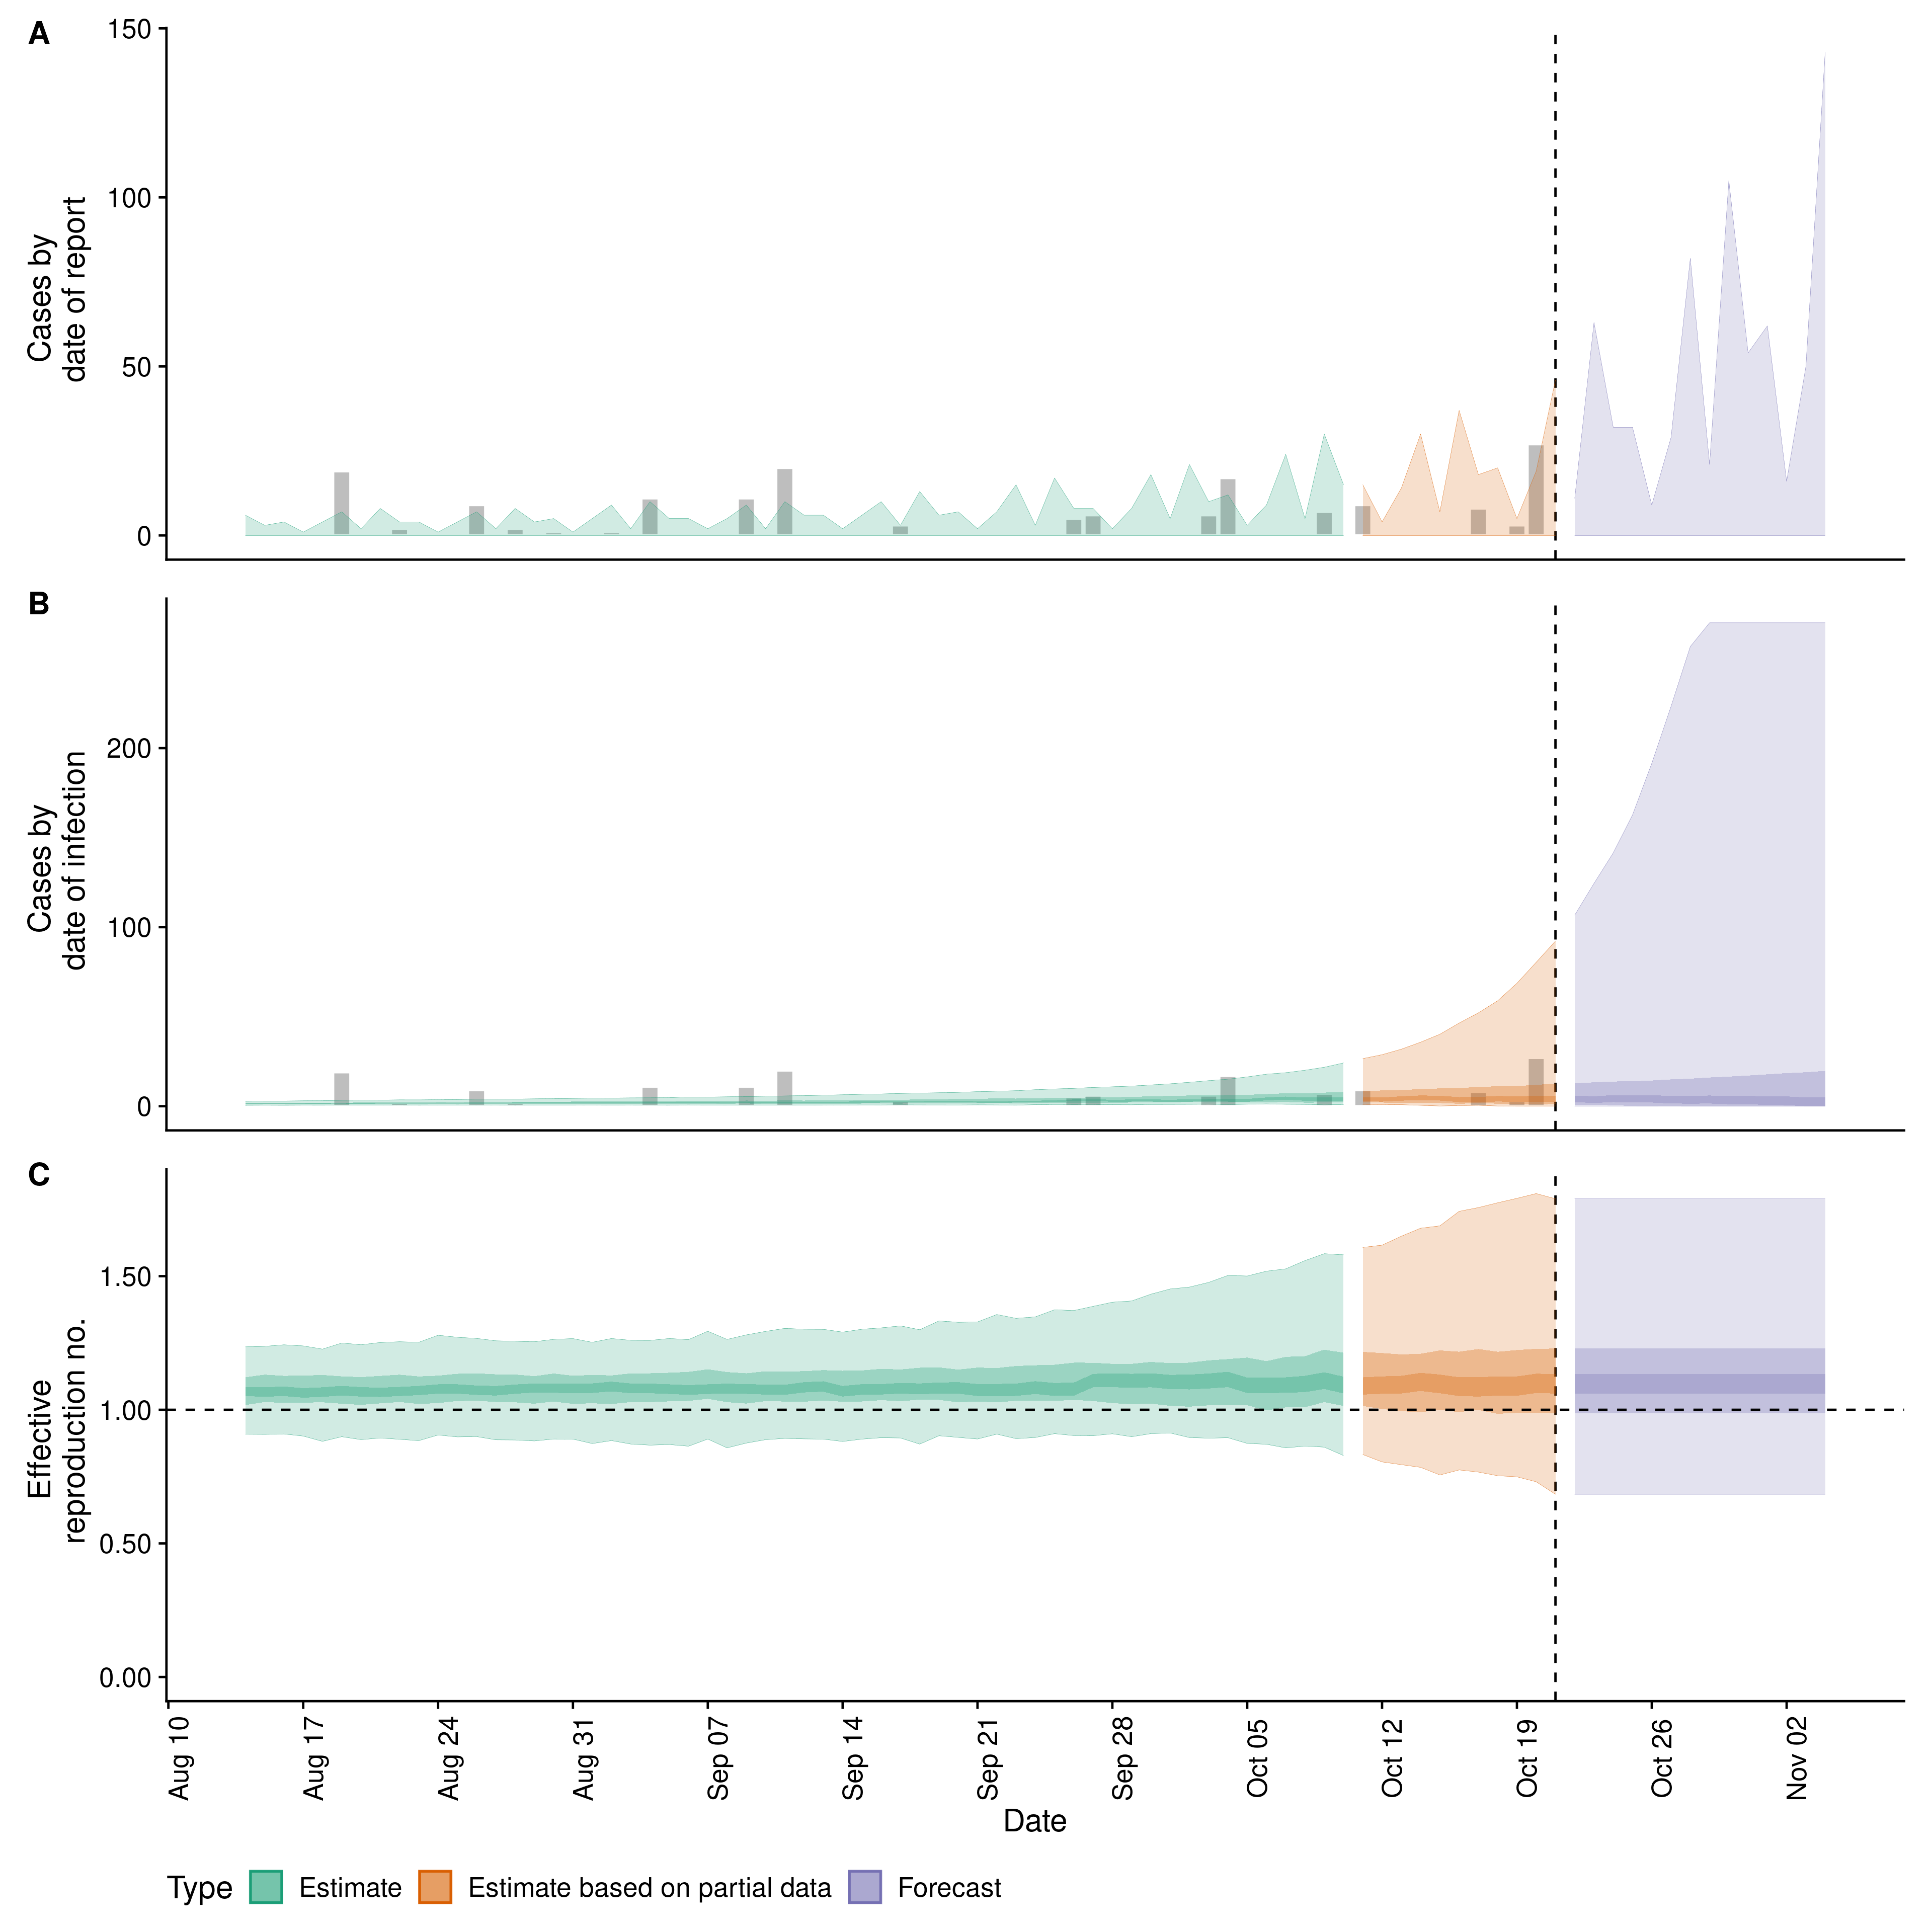 A
150
100
50
0
Cases by
date of report
B
200
100
0
Cases by
date of infection
C
1.50
1.00
0.50
0.00
Effective
reproduction no.
Aug 10
Aug 17
Aug 24
Aug 31
Sep 07
Sep 14
Sep 21
Sep 28
Oct 05
Oct 12
Oct 19
Oct 26
Nov 02
Date
Type Estimate Estimate based on partial data Forecast